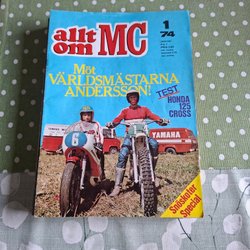 allt om MC
1
74
Möt
VÄRLDSMÄSTARNA
ANDERSSON!
TEST
HONDA
125
CROSS
YAMAHA
6
Snöskoter
Special